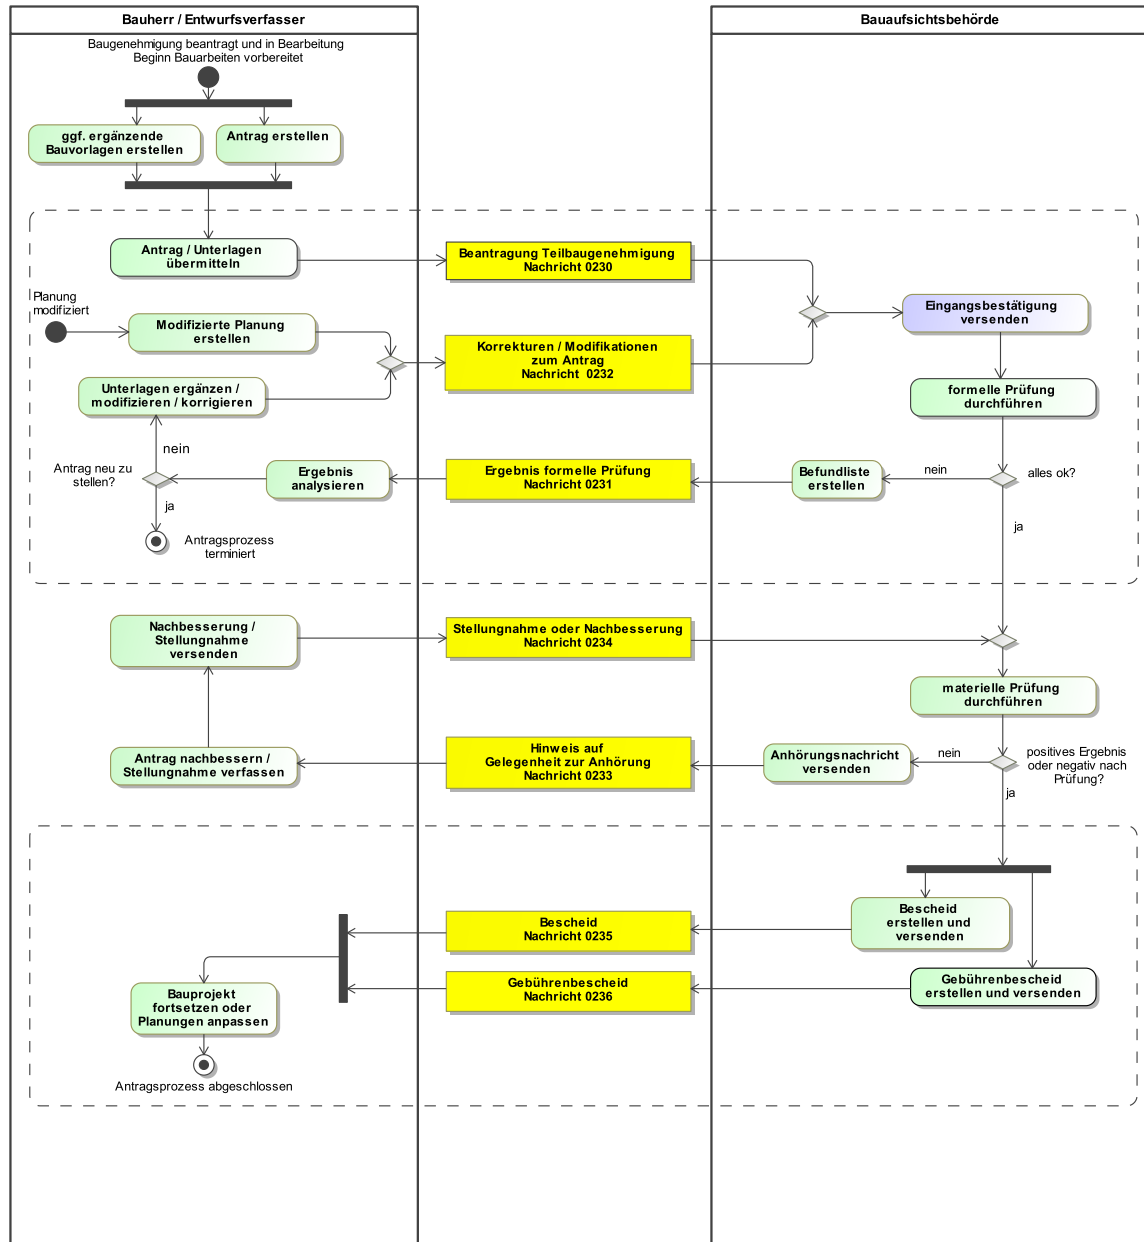 Bauherr / Entwurfsverfasser
Bauaufsichtsbehörde
Baugenehmigung beantragt und in Bearbeitung
Beginn Bauarbeiten vorbereitet
ggf. ergänzende
Bauvorlagen erstellen
Antrag erstellen
Antrag / Unterlagen
übermitteln
Beantragung Teilbaugenehmigung
Nachricht 0230
Planung
modifiziert
Modifizierte Planung
erstellen
Eingangsbestätigung
versenden
Korrekturen / Modifikationen
zum Antrag
Nachricht 0232
Unterlagen ergänzen /
modifizieren / korrigieren
formelle Prüfung
durchführen
nein
Antrag neu zu
stellen?
Ergebnis
analysieren
Ergebnis formelle Prüfung
Nachricht 0231
Befundliste
erstellen
nein
alles ok?
ja
ja
Antragsprozess
terminiert
Nachbesserung /
Stellungnahme
versenden
Stellungnahme oder Nachbesserung
Nachricht 0234
materielle Prüfung
durchführen
Antrag nachbessern /
Stellungnahme verfassen
Hinweis auf
Gelegenheit zur Anhörung
Nachricht 0233
Anhörungsnachricht
versenden
nein
positives Ergebnis
oder negativ nach
Prüfung?
ja
Bescheid
Nachricht 0235
Bescheid
erstellen und
versenden
Gebührenbescheid
Nachricht 0236
Gebührenbescheid
erstellen und versenden
Bauprojekt
fortsetzen oder
Planungen anpassen
Antragsprozess abgeschlossen